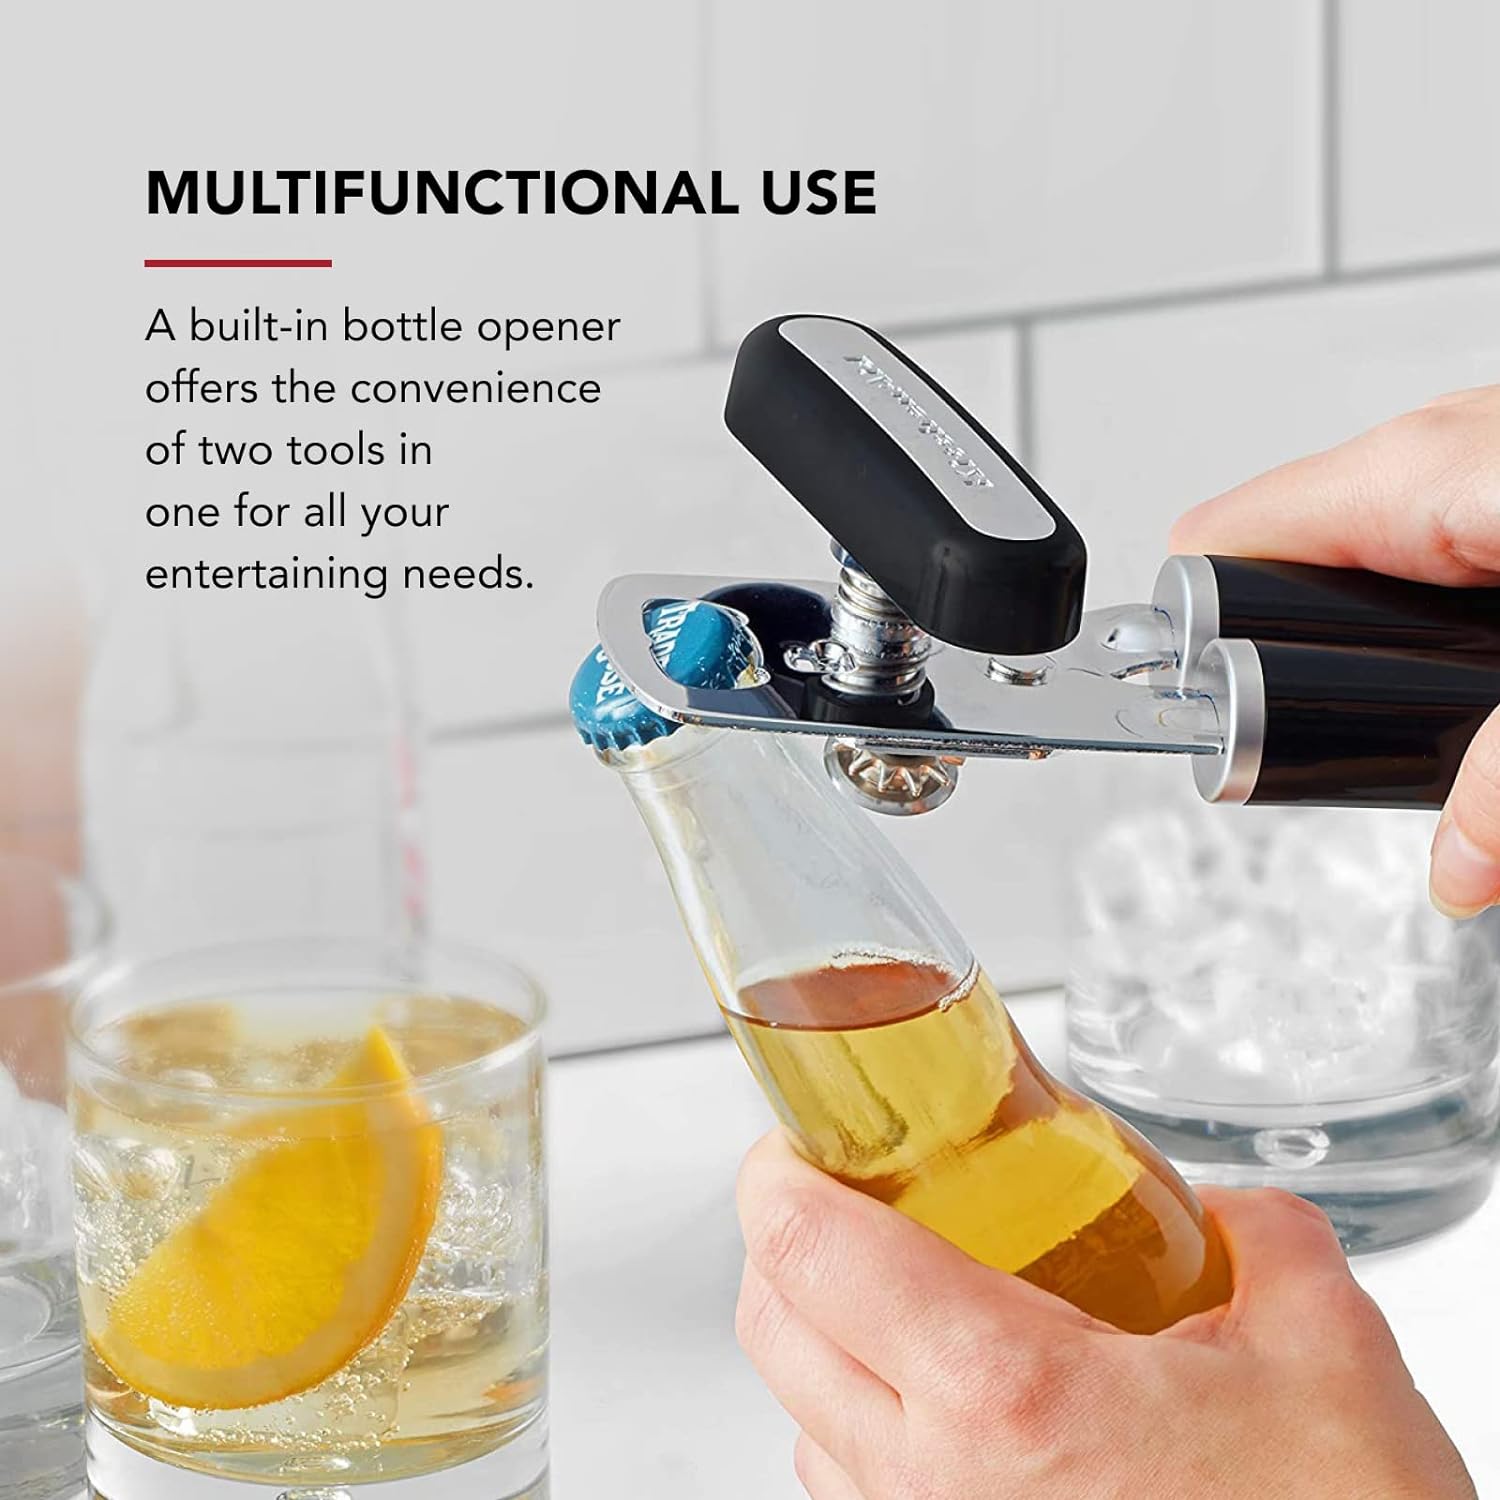 MULTIFUNCTIONAL USE
A built-in bottle opener
offers the convenience
of two tools in
one for all your
entertaining needs.